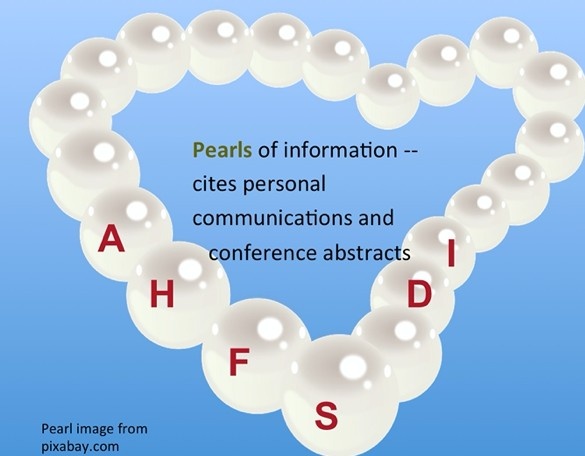 Pearls of information --
cites personal
communications and
conference abstracts
A
H
F
S
D
I
Pearl image from
pixabay.com